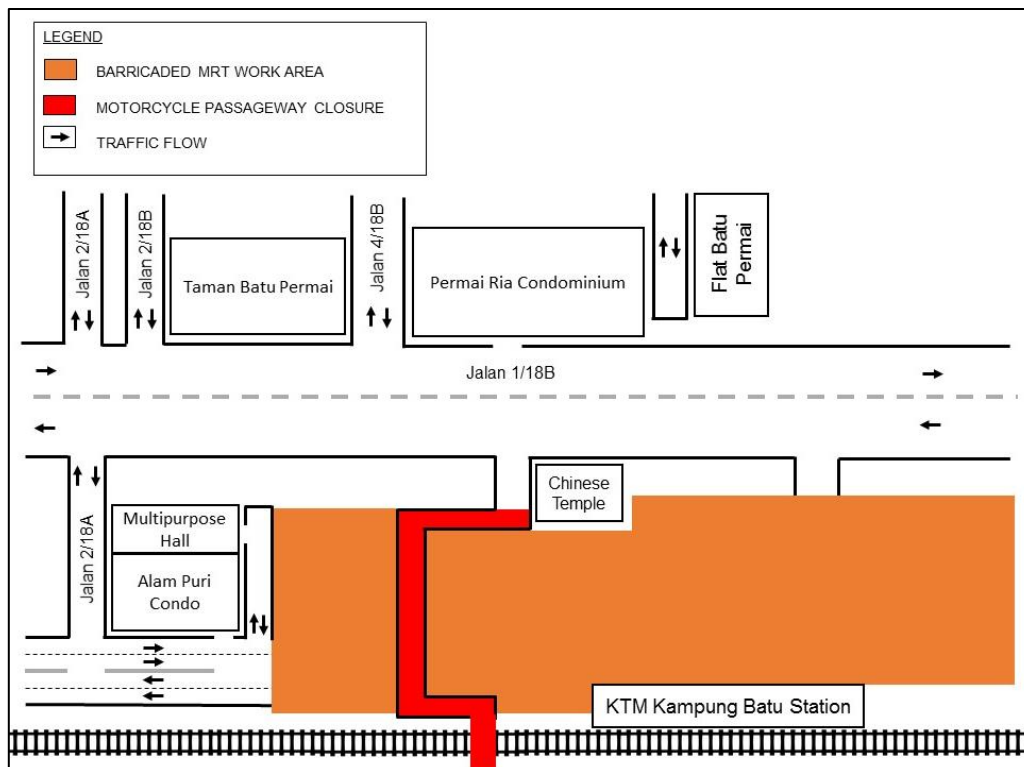 LEGEND
BARRICADED MRT WORK AREA
MOTORCYCLE PASSAGEWAY CLOSURE
TRAFFIC FLOW
Jalan 2/18A
Jalan 2/18B
Taman Batu Permai
Jalan 4/18B
Permai Ria Condominium
Flat Batu
Permai
Jalan 1/18B
Jalan 2/18A
Multipurpose
Hall
Alam Puri
Condo
Chinese
Temple
KTM Kampung Batu Station